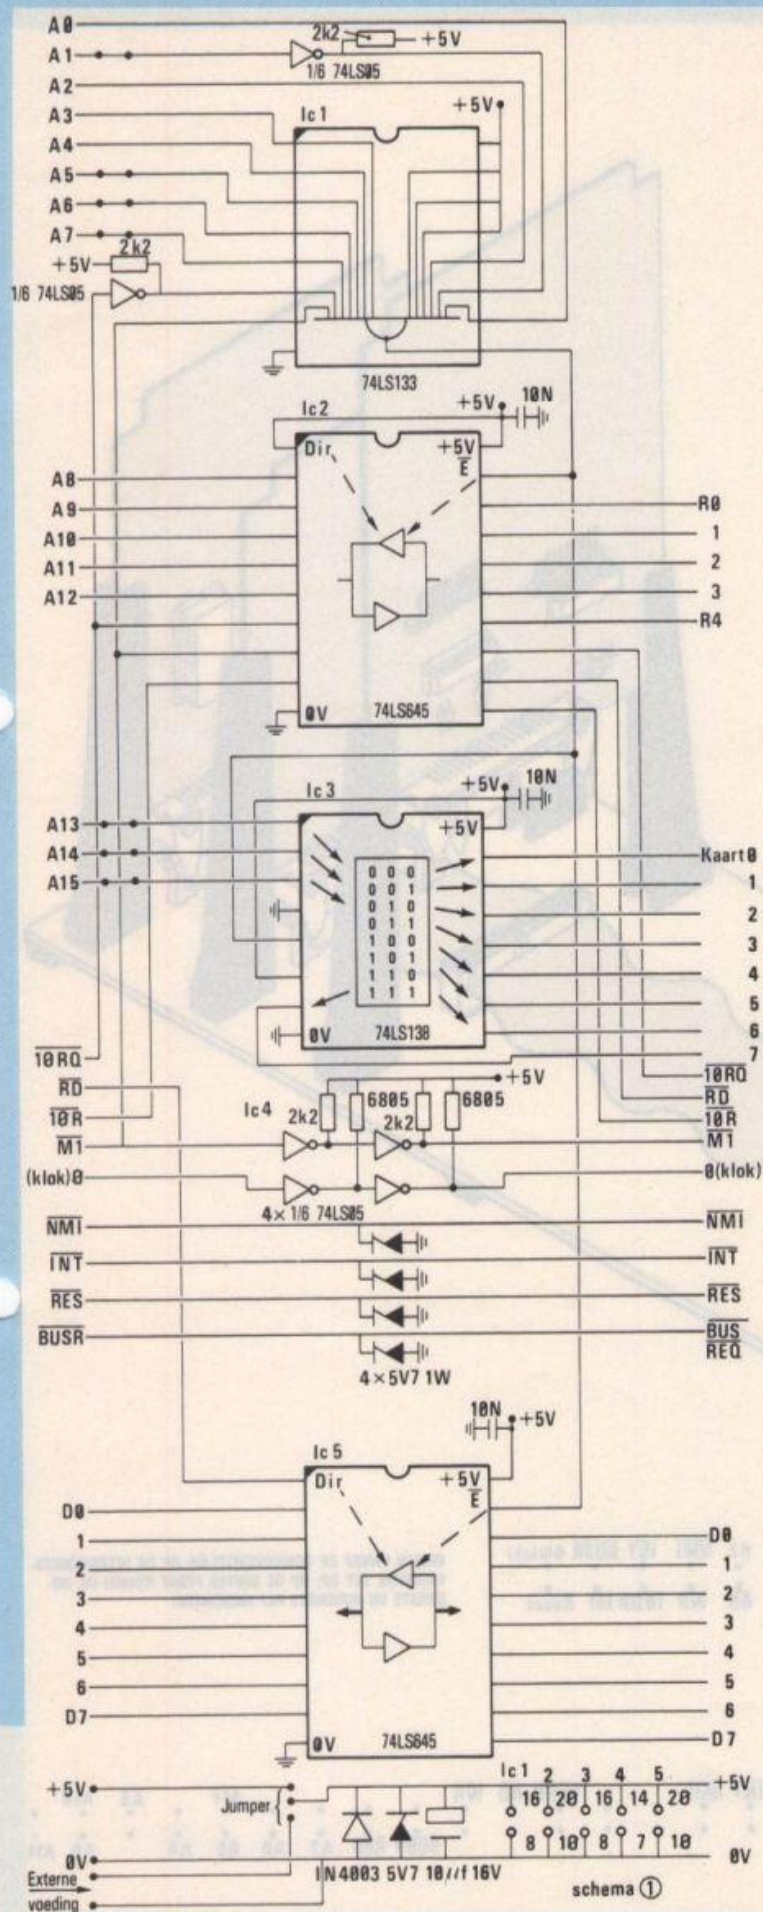 A0
2k2
+5V
A1
1/6 74LS05
A2
+5V
A3
Ic1
A4
A5
A6
A7
2k2
+5V
1/6 74LS05
74LS133
10N
+5V
Ic2
Dir
+5V
E
A8
R0
A9
1
A10
2
A11
3
A12
R4
0V
74LS645
10N
+5V
Ic3
+5V
A13
A14
Kaart0
A15
1
0 0 0
0 0 1
0 1 0
0 1 1
1 0 0
1 0 1
1 1 0
1 1 1
2
3
4
5
6
7
0V
74LS138
10RQ
10RQ
+5V
RD
RD
Ic4
2k2
6805
2k2
6805
10R
10R
M1
M1
(klok)0
0(klok)
4× 1/6 74LS05
NMI
NMI
INT
INT
RES
RES
BUSR
BUS
REQ
4×5V7 1W
10N
+5V
Ic5
Dir
+5V
E
D0
D0
1
1
2
2
3
3
4
4
5
5
6
6
D7
D7
0V
74LS645
Ic1 2 3 4 5
+5V
+5V
Jumper
16 20 16 14 20
8 10 8 7 10
0V
0V
Externe
voeding
IN4003 5V7 10µf 16V
schema 1